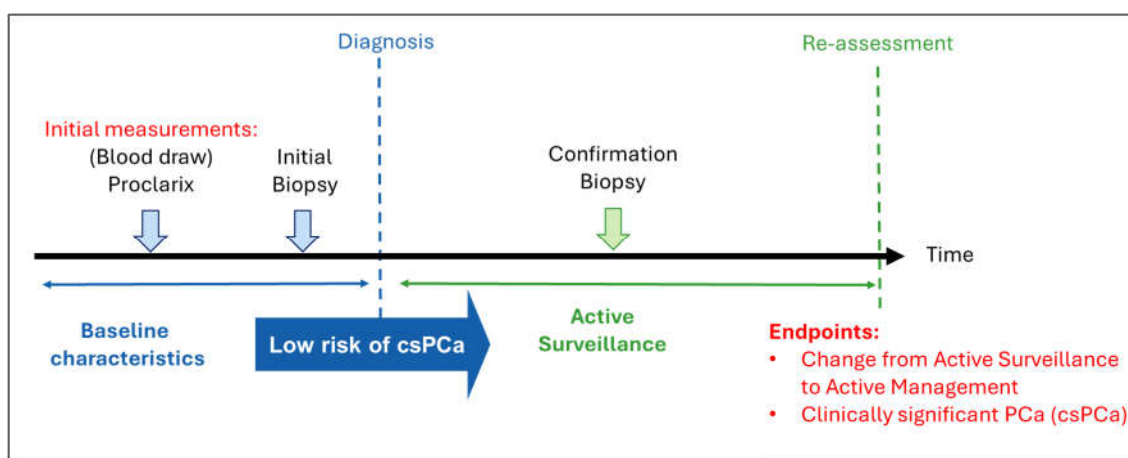 Diagnosis
Re-assessment
Initial measurements:
(Blood draw)
Proclarix
Initial
Biopsy
Confirmation
Biopsy
Time
Baseline
characteristics
Low risk of csPCa
Active
Surveillance
Endpoints:
• Change from Active Surveillance
to Active Management
• Clinically significant PCa (csPCa)